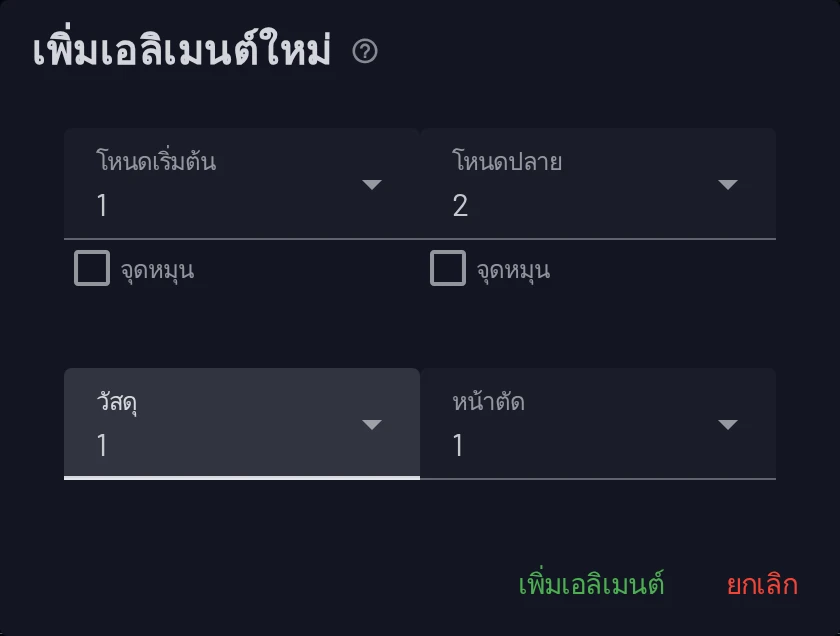 เพิ่มเอลิเมนต์ใหม่ ?
โหนดเริ่มต้น โหนดปลาย
1 2
จุดหมุน จุดหมุน
วัสดุ หน้าตัด
1 1
เพิ่มเอลิเมนต์ ยกเลิก